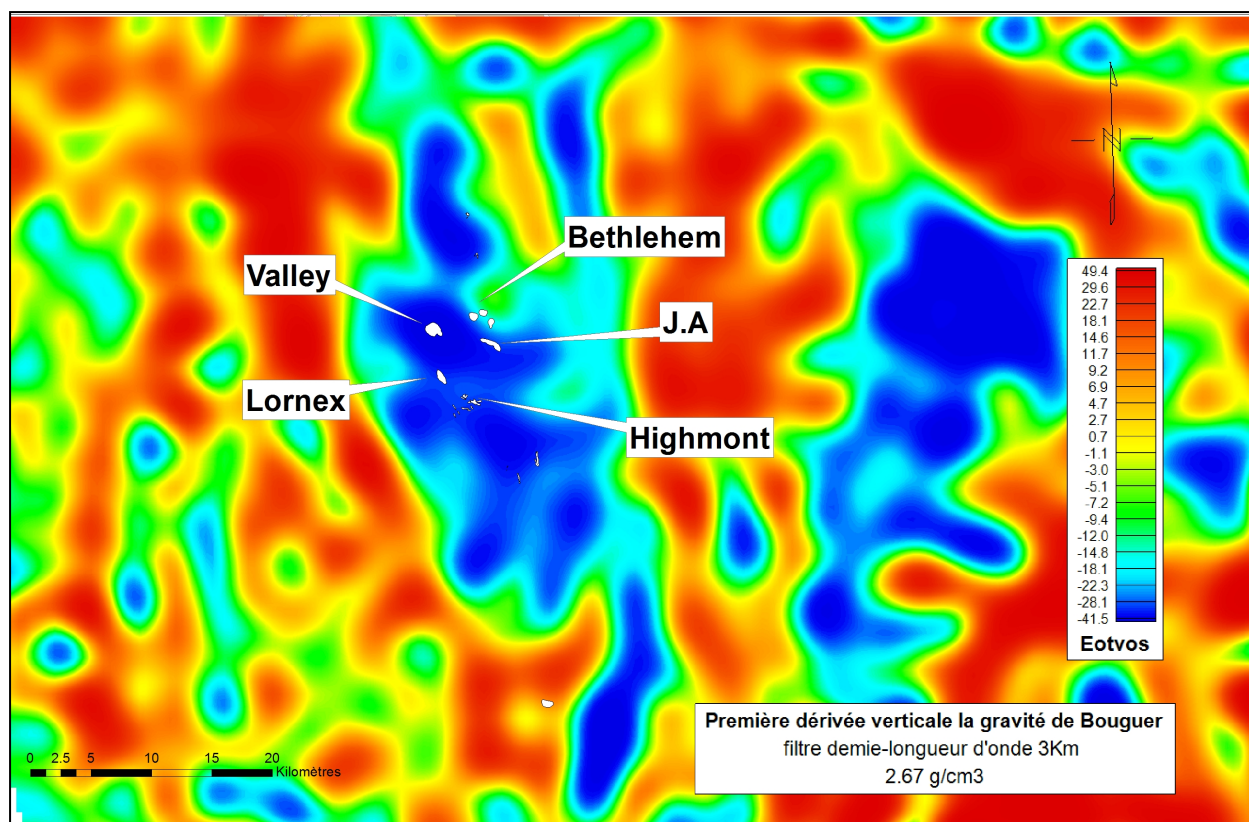 Bethlehem
Valley
J.A
Lornex
Highmont
N
49.4
29.6
22.7
18.1
14.6
11.7
9.2
6.9
4.7
2.7
0.7
-1.1
-3.0
-5.1
-7.2
-9.4
-12.0
-14.8
-18.1
-22.3
-28.1
-41.5
Eotvos
Première dérivée verticale la gravité de Bouguer
filtre demie-longueur d'onde 3Km
2.67 g/cm3
0 2.5 5 10 15 20
Kilomètres